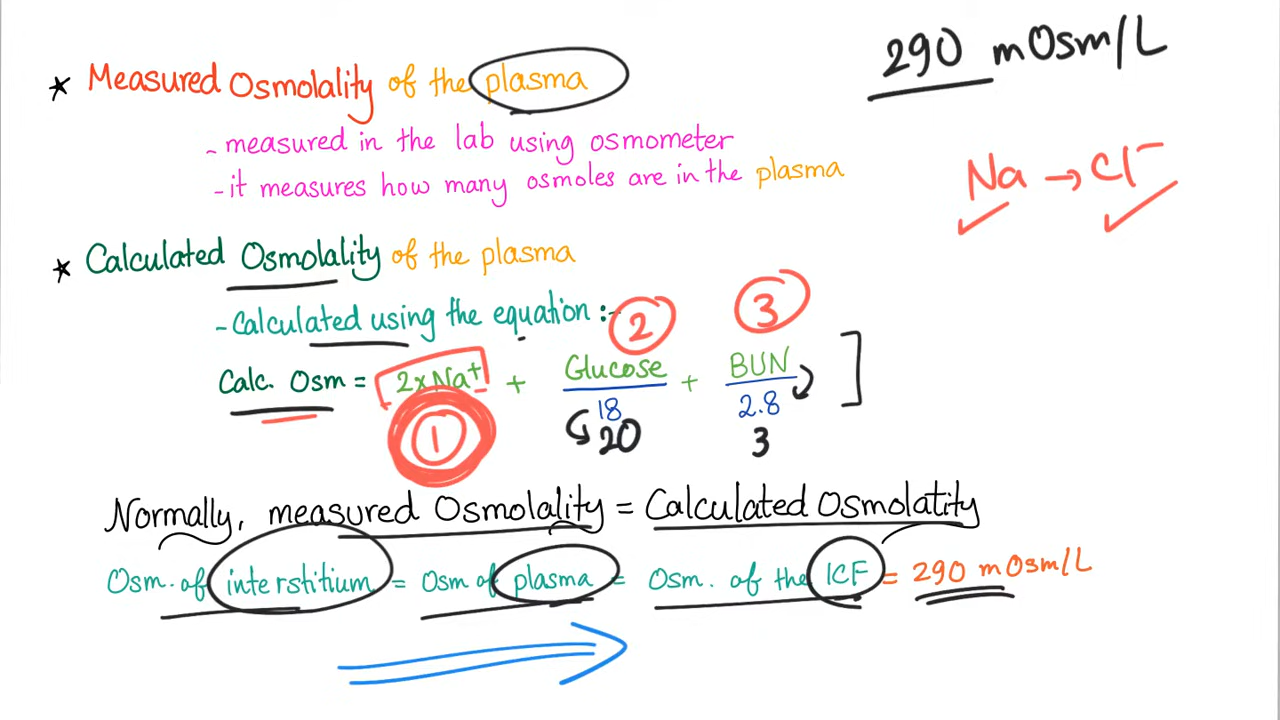 290 mOsm/L
* Measured Osmolality of the plasma
- measured in the lab using osmometer
- it measures how many osmoles are in the plasma
Na → Cl⁻
* Calculated Osmolality of the plasma
- Calculated using the equation :-
2 3
Calc. Osm = 2xNa⁺ + Glucose/18 + BUN/2.8 ]
1 20 3
Normally, measured Osmolality = Calculated Osmolatity
Osm. of interstitium = Osm of plasma = Osm. of the ICF = 290 mOsm/L